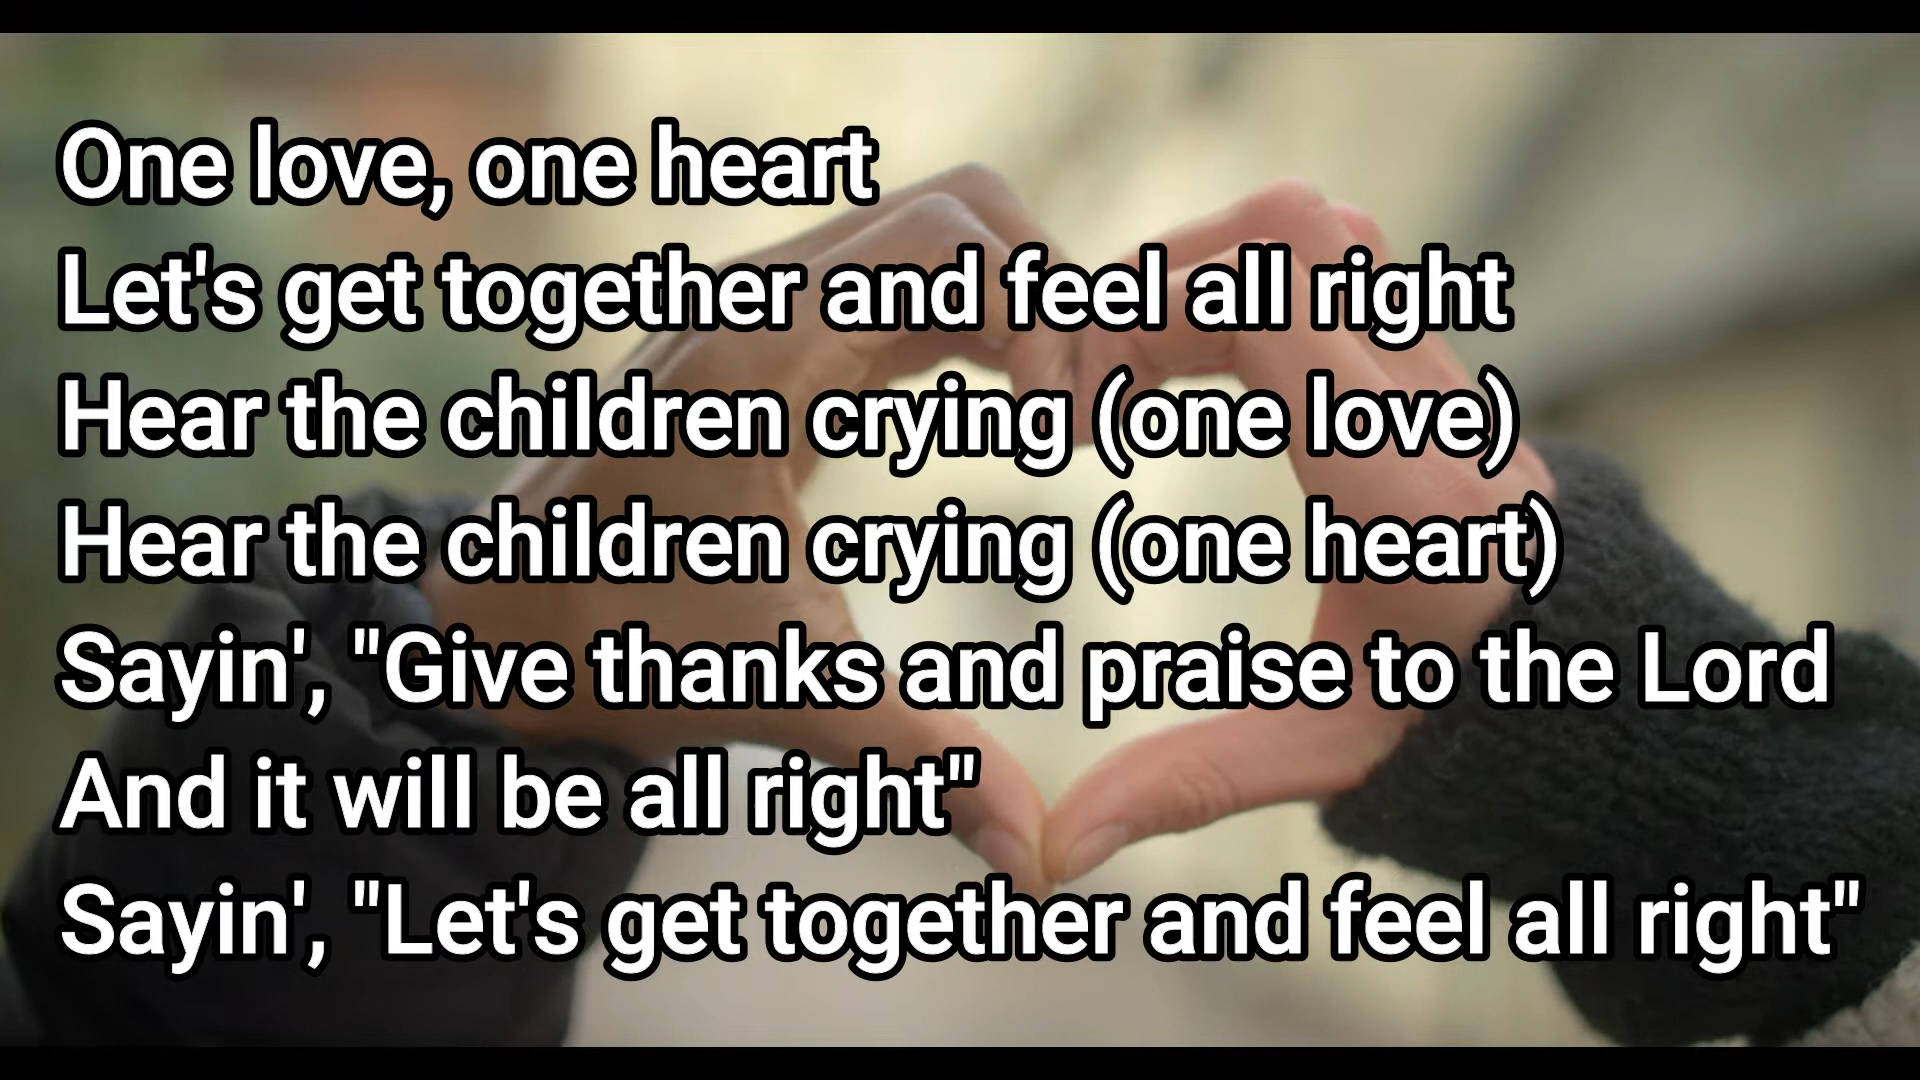 One love, one heart
Let's get together and feel all right
Hear the children crying (one love)
Hear the children crying (one heart)
Sayin', "Give thanks and praise to the Lord
And it will be all right"
Sayin', "Let's get together and feel all right"